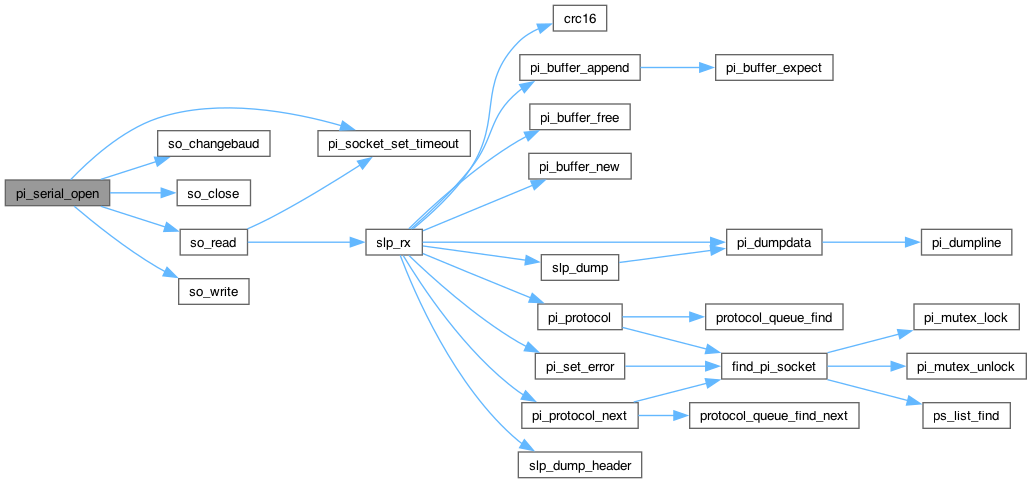 crc16
pi_buffer_append
pi_buffer_expect
pi_buffer_free
so_changebaud
pi_socket_set_timeout
pi_buffer_new
pi_serial_open
so_close
so_read
slp_rx
pi_dumpdata
pi_dumpline
slp_dump
so_write
pi_protocol
protocol_queue_find
pi_mutex_lock
pi_set_error
find_pi_socket
pi_mutex_unlock
pi_protocol_next
protocol_queue_find_next
ps_list_find
slp_dump_header